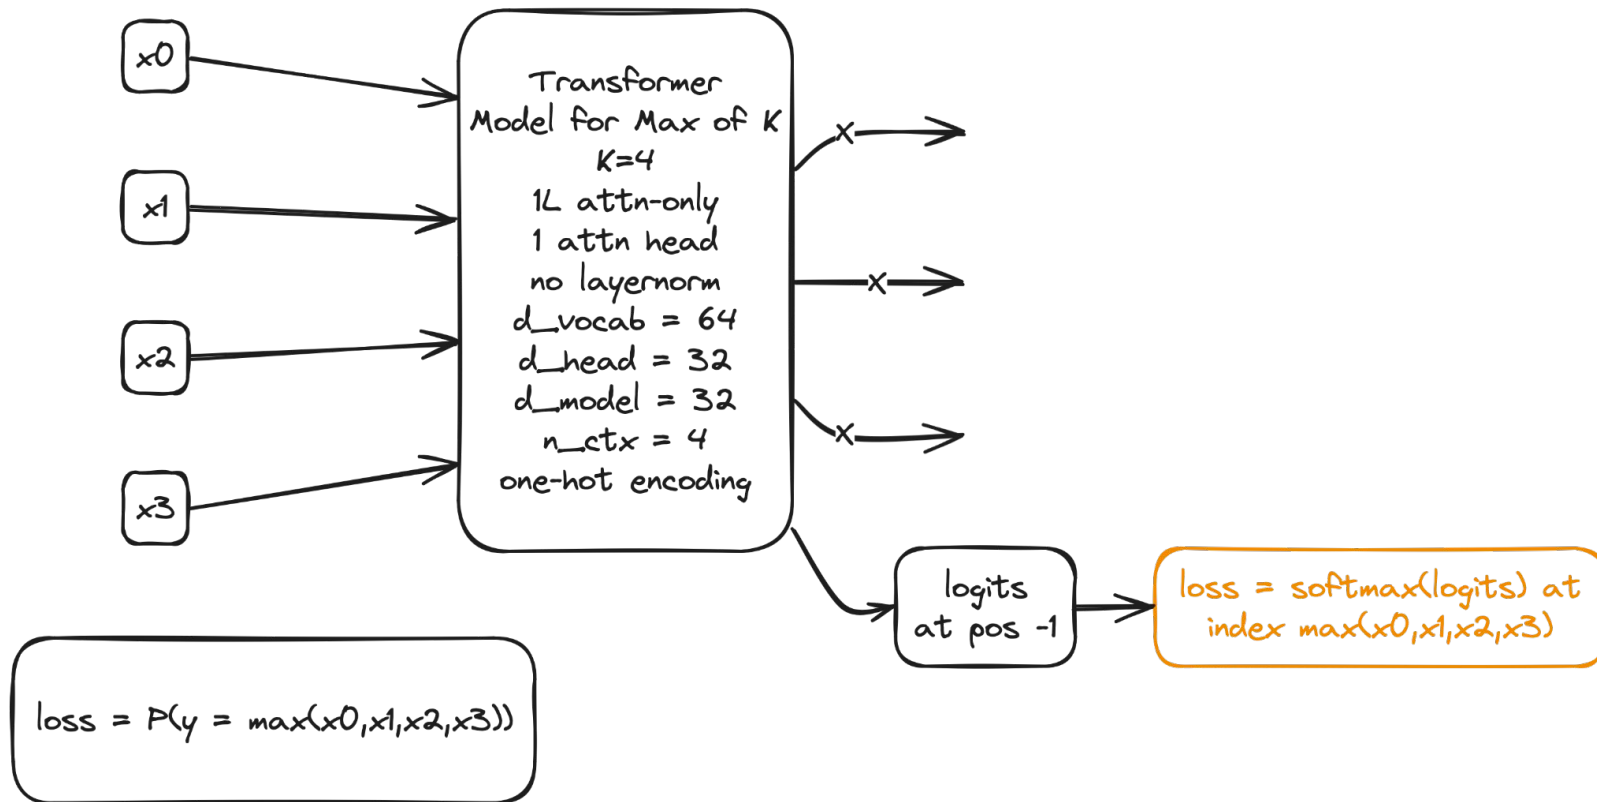 x0
x1
x2
x3
Transformer
Model for Max of K
K=4
1L attn-only
1 attn head
no layernorm
d_vocab = 64
d_head = 32
d_model = 32
n_ctx = 4
one-hot encoding
x
x
x
logits
at pos -1
loss = softmax(logits) at
index max(x0,x1,x2,x3)
loss = P(y = max(x0,x1,x2,x3))